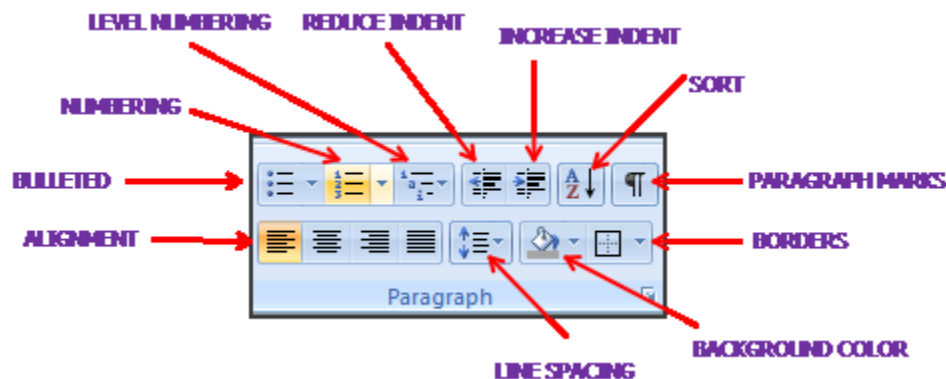 LEVEL NUMBERING
REDUCE INDENT
INCREASE INDENT
SORT
NUMBERING
BULLETED
PARAGRAPH MARKS
ALIGNMENT
BORDERS
Paragraph
BACKGROUND COLOR
LINE SPACING